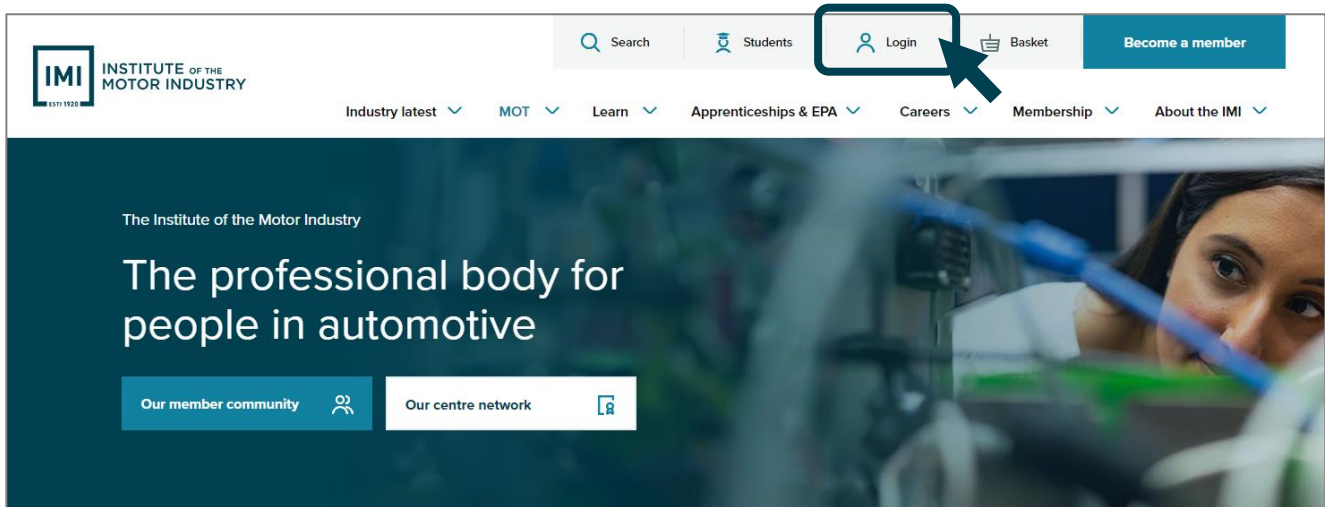 Search Students Login Basket Become a member
IMI INSTITUTE OF THE
MOTOR INDUSTRY
ESTD 1920
Industry latest MOT Learn Apprenticeships & EPA Careers Membership About the IMI
The Institute of the Motor Industry
The professional body for
people in automotive
Our member community Our centre network